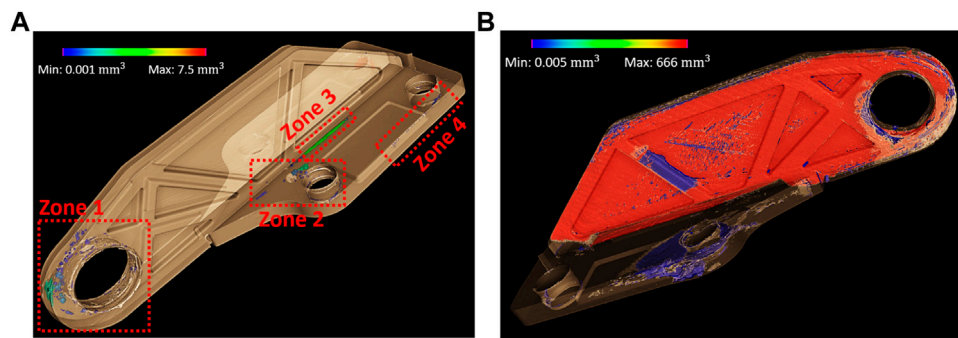 A
B
Min: 0.001 mm³ Max: 7.5 mm³
Min: 0.005 mm³ Max: 666 mm³
Zone 3
Zone 4
Zone 1
Zone 2